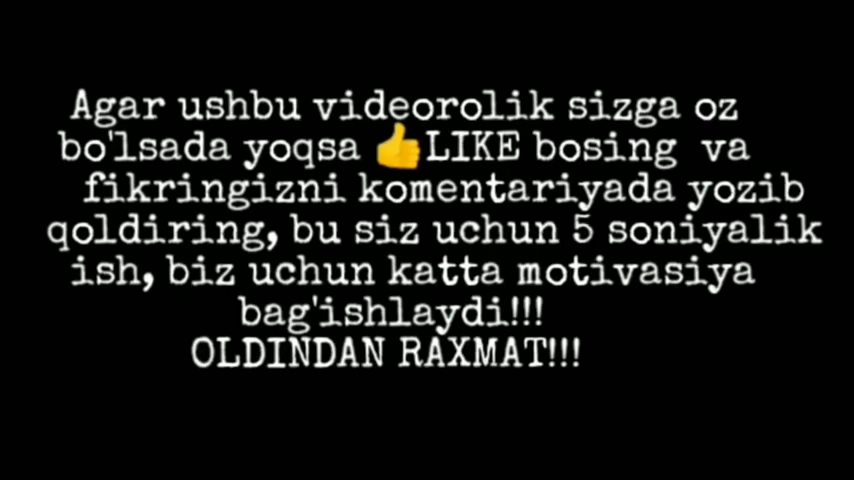 Agar ushbu videorolik sizga oz
bo'lsada yoqsa 👍LIKE bosing va
fikringizni komentariyada yozib
qoldiring, bu siz uchun 5 soniyalik
ish, biz uchun katta motivasiya
bag'ishlaydi!!!
OLDINDAN RAXMAT!!!